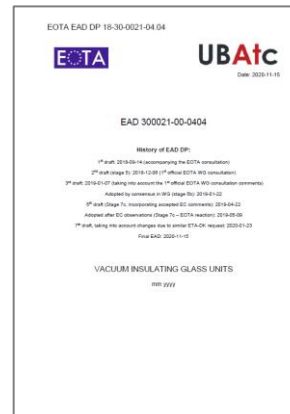 EOTA EAD DP 18-30-0021-04.04
EOTA
UBAtc
Date: 2020-11-15
EAD 300021-00-0404
History of EAD DP:
1st draft: 2018-09-14 (accompanying the EOTA consultation)
2nd draft (stage 5): 2018-12-06 (1st official EOTA WG consultation)
3rd draft: 2019-01-07 (taking into account the 1st official EOTA WG consultation comments)
Adopted by consensus in WG (stage 5b): 2019-01-22
5th draft (Stage 7c, incorporating accepted EC comments): 2019-04-23
Adopted after EC observations (Stage 7c – EOTA reaction): 2019-05-09
7th draft, taking into account changes due to similar ETA-DK request: 2020-01-23
Final EAD: 2020-11-15
VACUUM INSULATING GLASS UNITS
mm yyyy